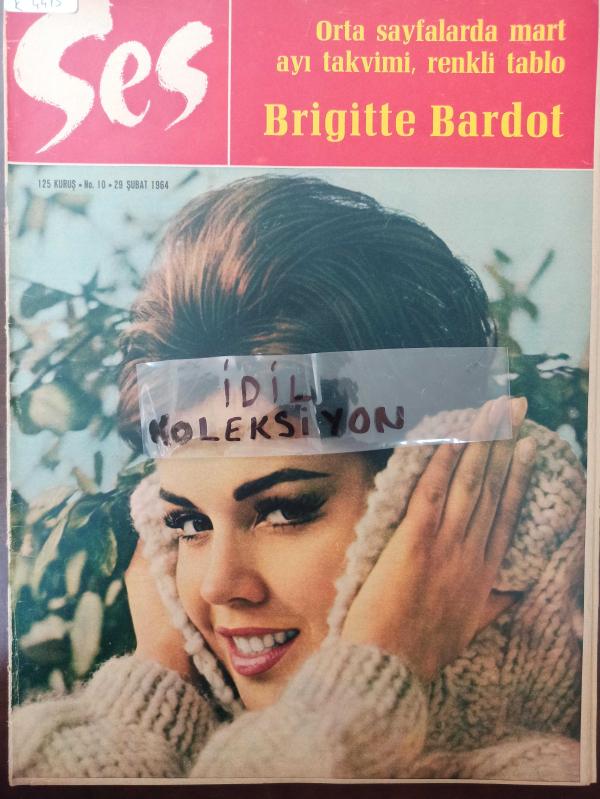 Ses
Orta sayfalarda mart
ayı takvimi, renkli tablo
Brigitte Bardot
125 KURUŞ • No. 10 • 29 ŞUBAT 1964
İDİL
KOLEKSİYON